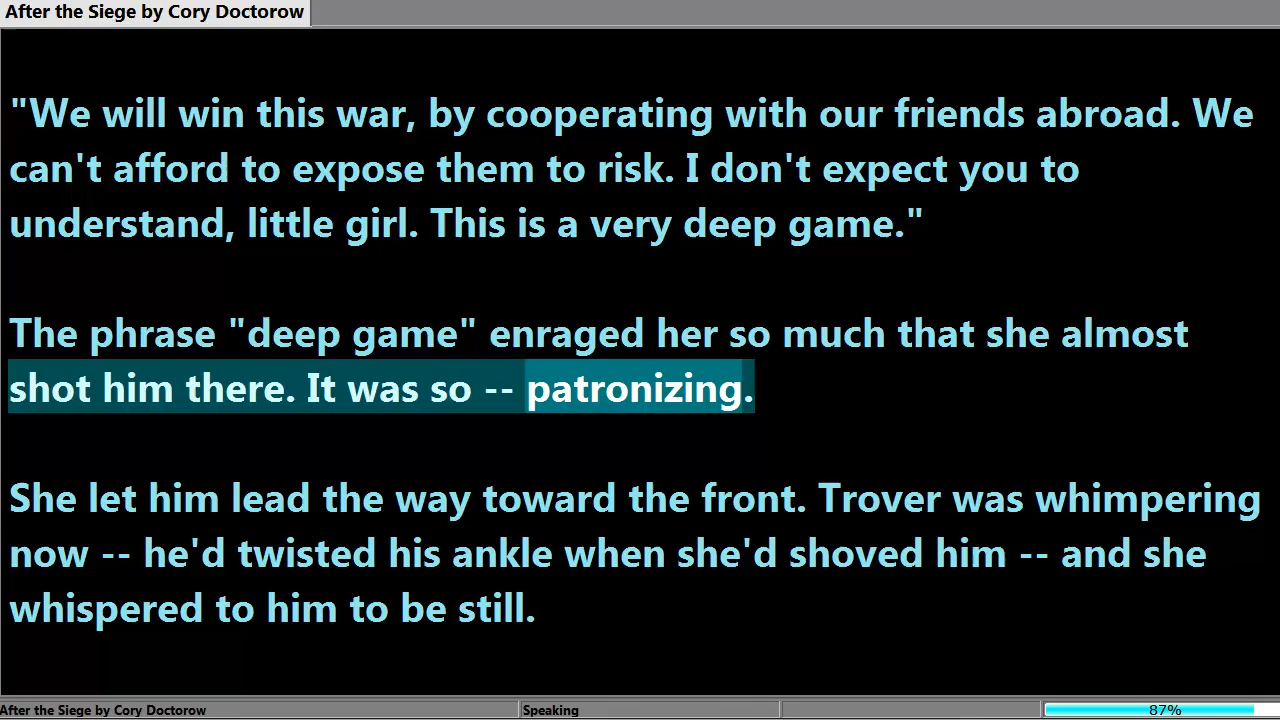 After the Siege by Cory Doctorow
"We will win this war, by cooperating with our friends abroad. We
can't afford to expose them to risk. I don't expect you to
understand, little girl. This is a very deep game."
The phrase "deep game" enraged her so much that she almost
shot him there. It was so -- patronizing.
She let him lead the way toward the front. Trover was whimpering
now -- he'd twisted his ankle when she'd shoved him -- and she
whispered to him to be still.
After the Siege by Cory Doctorow
Speaking
87%